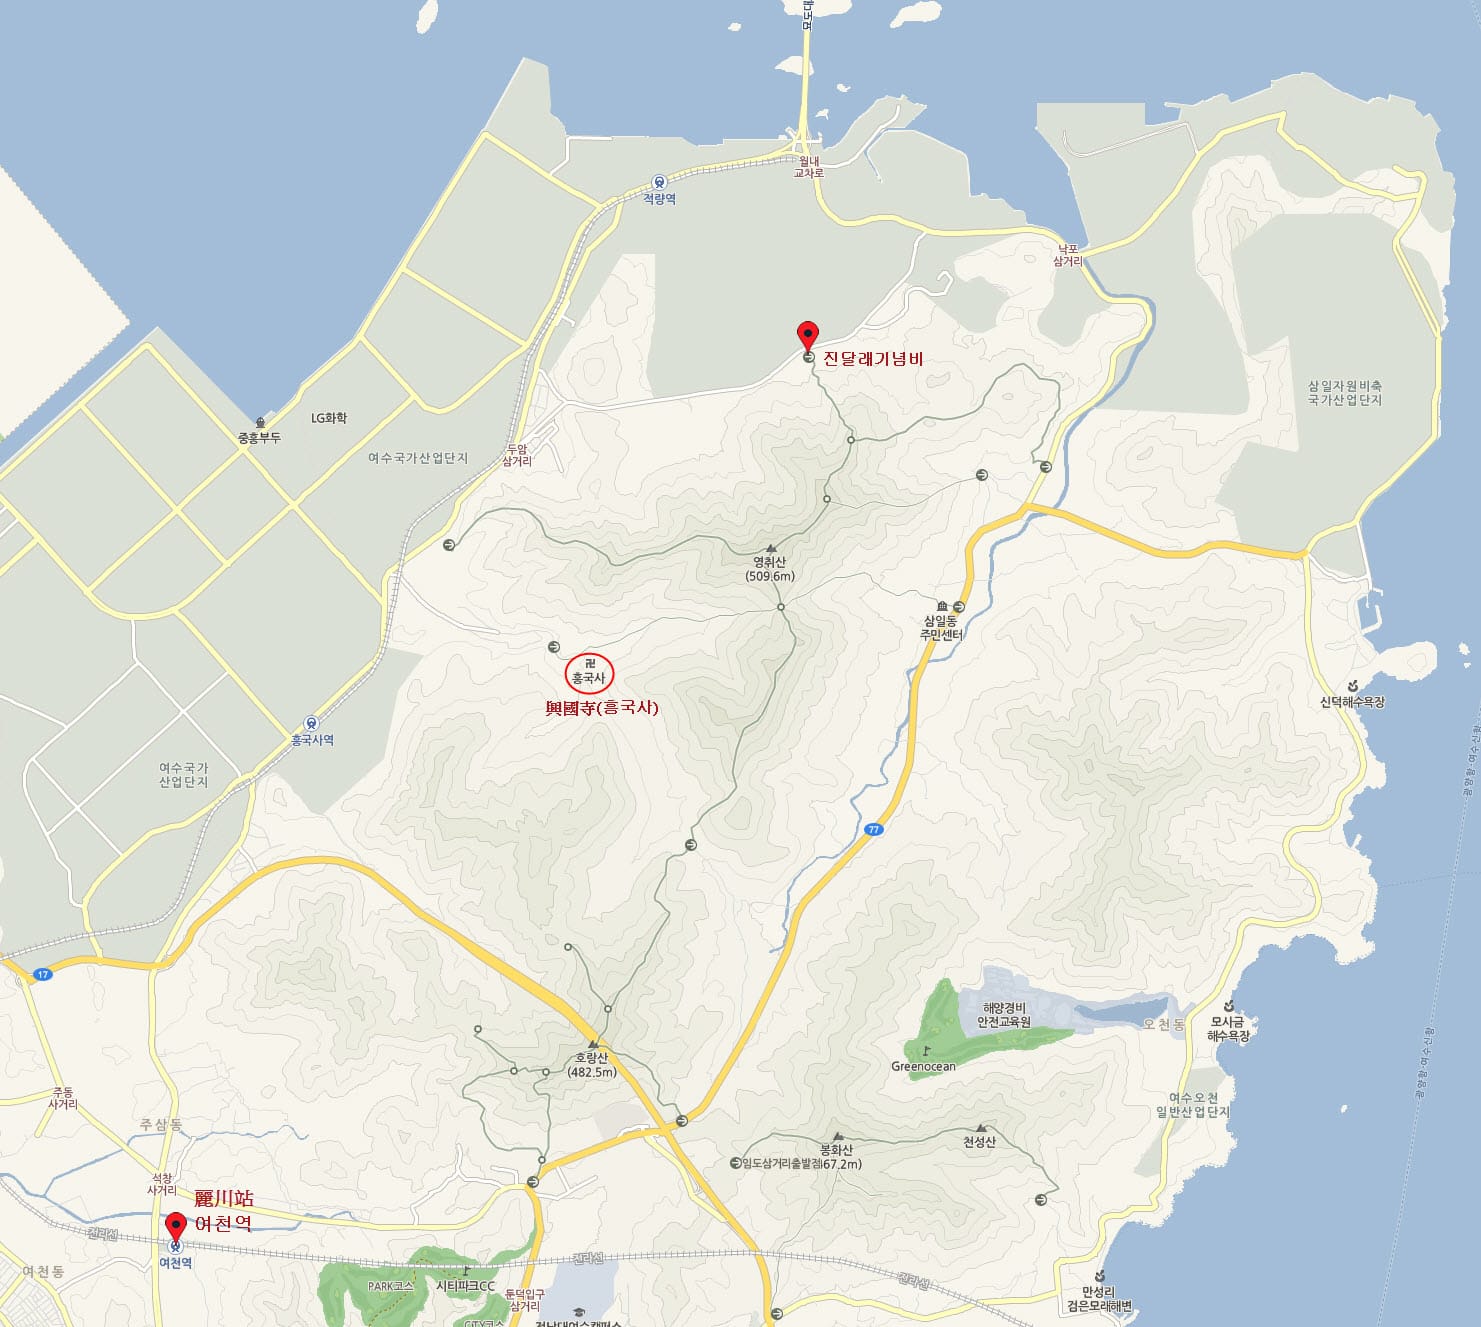 월내
교차로
적량역
낙포
삼거리
진달래기념비
삼일자원비축
국가산업단지
LG화학
중흥부두
여수국가산업단지
두암
삼거리
영취산
(509.6m)
삼일동
주민센터
卍
흥국사
興國寺(흥국사)
신덕해수욕장
흥국사역
여수국가
산업단지
광양항-여수신항
77
17
해양경비
안전교육원
오천동
모사금
해수욕장
Greenocean
호랑산
(482.5m)
광양항-여수신항
주동
사거리
주삼동
여수오천
일반산업단지
봉화산
천성산
임도삼거리출발점
67.2m)
석창
사거리
麗川站
여천역
전라선
여천역
전라선
전라선
여천동
PARK코스
시티파크CC
둔덕입구
삼거리
만성리
검은모래해변
CITY코스
전남대여수캠퍼스